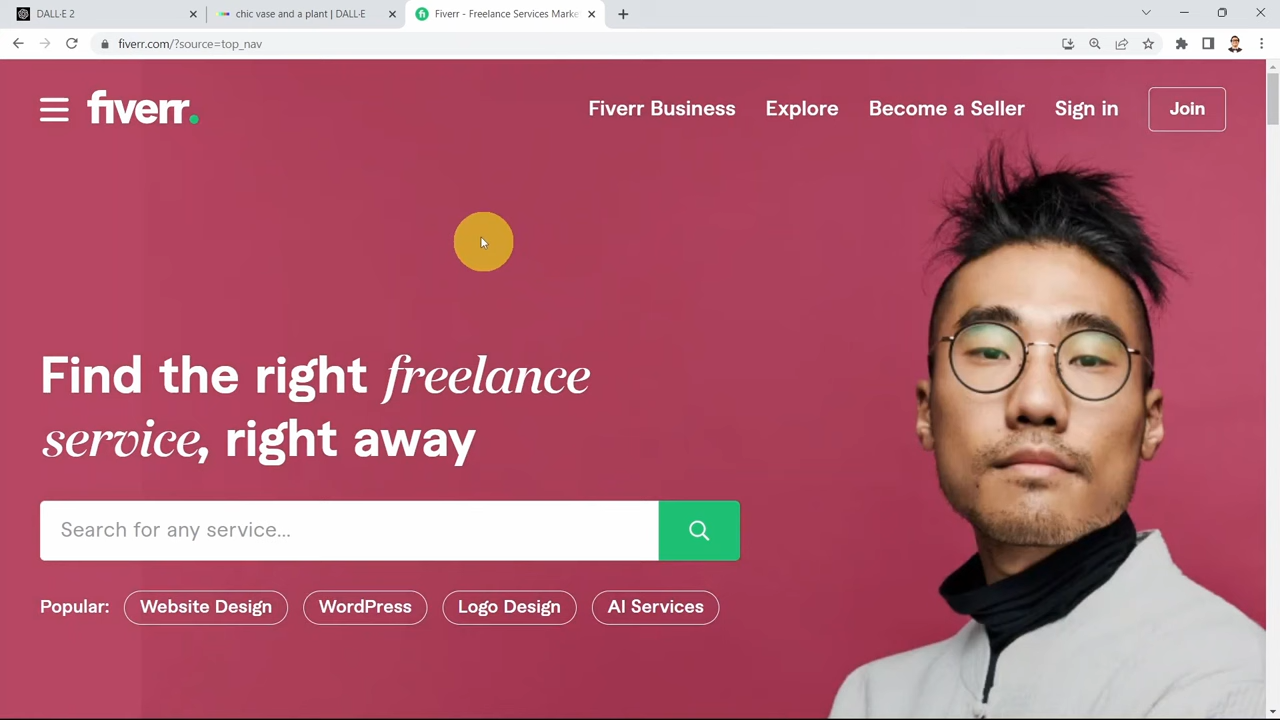 DALL·E 2
chic vase and a plant | DALL·E
Fiverr - Freelance Services Marke
fiverr.com/?source=top_nav
fiverr.
Fiverr Business
Explore
Become a Seller
Sign in
Join
Find the right freelance
service, right away
Search for any service...
Popular:
Website Design
WordPress
Logo Design
AI Services